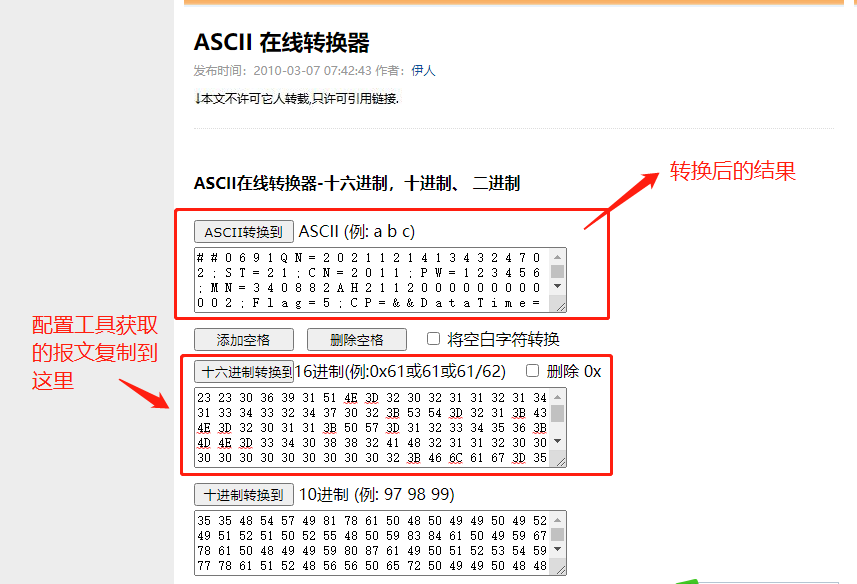 ASCII 在线转换器
发布时间：2010-03-07 07:42:43 作者：伊人
↓本文不许可它人转载,只许可引用链接.
ASCII在线转换器-十六进制，十进制、 二进制
转换后的结果
ASCII转换到 ASCII (例: a b c)
# # 0 6 9 1 Q N = 2 0 2 1 1 2 1 4 1 3 4 3 2 4 7 0
2 ; S T = 2 1 ; C N = 2 0 1 1 ; P W = 1 2 3 4 5 6
; M N = 3 4 0 8 8 2 A H 2 1 1 2 0 0 0 0 0 0 0 0 0
0 0 2 ; F l a g = 5 ; C P = & & D a t a T i m e =
添加空格 删除空格 将空白字符转换
配置工具获取
的报文复制到
这里
十六进制转换到 16进制(例:0x61或61或61/62) 删除 0x
23 23 30 36 39 31 51 4E 3D 32 30 32 31 31 32 31 34
31 33 34 33 32 34 37 30 32 3B 53 54 3D 32 31 3B 43
4E 3D 32 30 31 31 3B 50 57 3D 31 32 33 34 35 36 3B
4D 4E 3D 33 34 30 38 38 32 41 48 32 31 31 32 30 30
30 30 30 30 30 30 30 30 32 3B 46 6C 61 67 3D 35
十进制转换到 10进制 (例: 97 98 99)
35 35 48 54 57 49 81 78 61 50 48 50 49 49 50 49 52
49 51 52 51 50 52 55 48 50 59 83 84 61 50 49 59 67
78 61 50 48 49 49 59 80 87 61 49 50 51 52 53 54 59
77 78 61 51 52 48 56 56 50 65 72 50 49 49 50 48 48